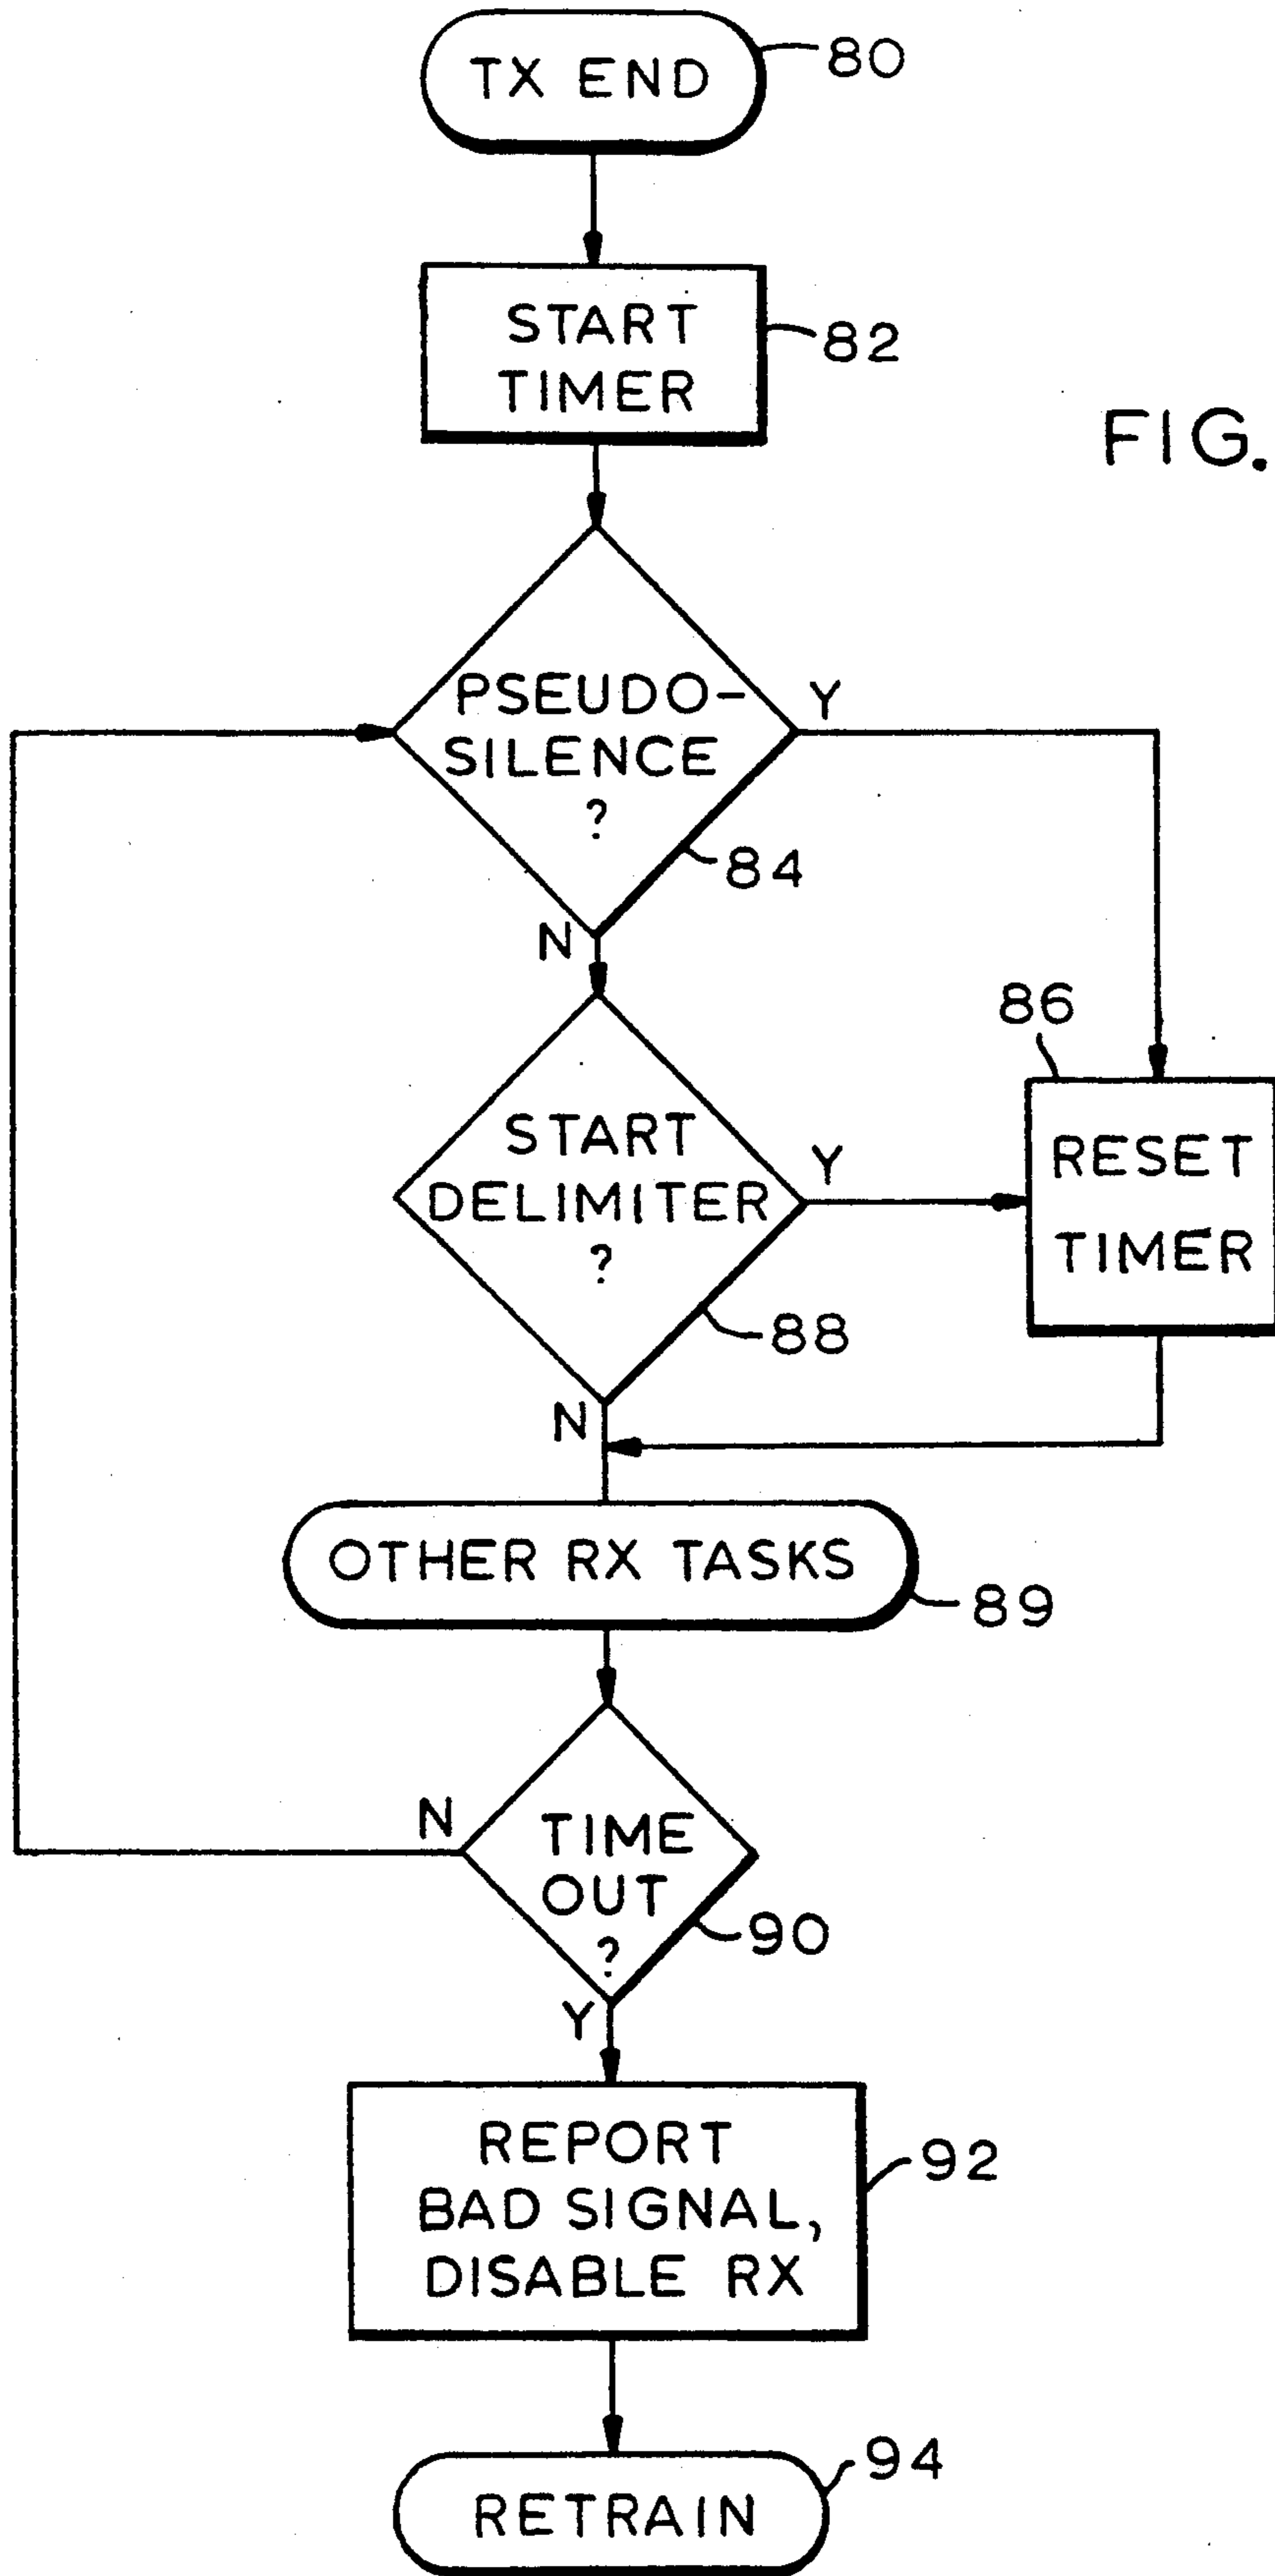 TX END
80
START
TIMER
82
FIG.
PSEUDO-
SILENCE
?
Y
84
N
86
START
DELIMITER
?
Y
RESET
TIMER
88
N
OTHER RX TASKS
89
N
TIME
OUT
?
90
Y
REPORT
BAD SIGNAL,
DISABLE RX
92
94
RETRAIN